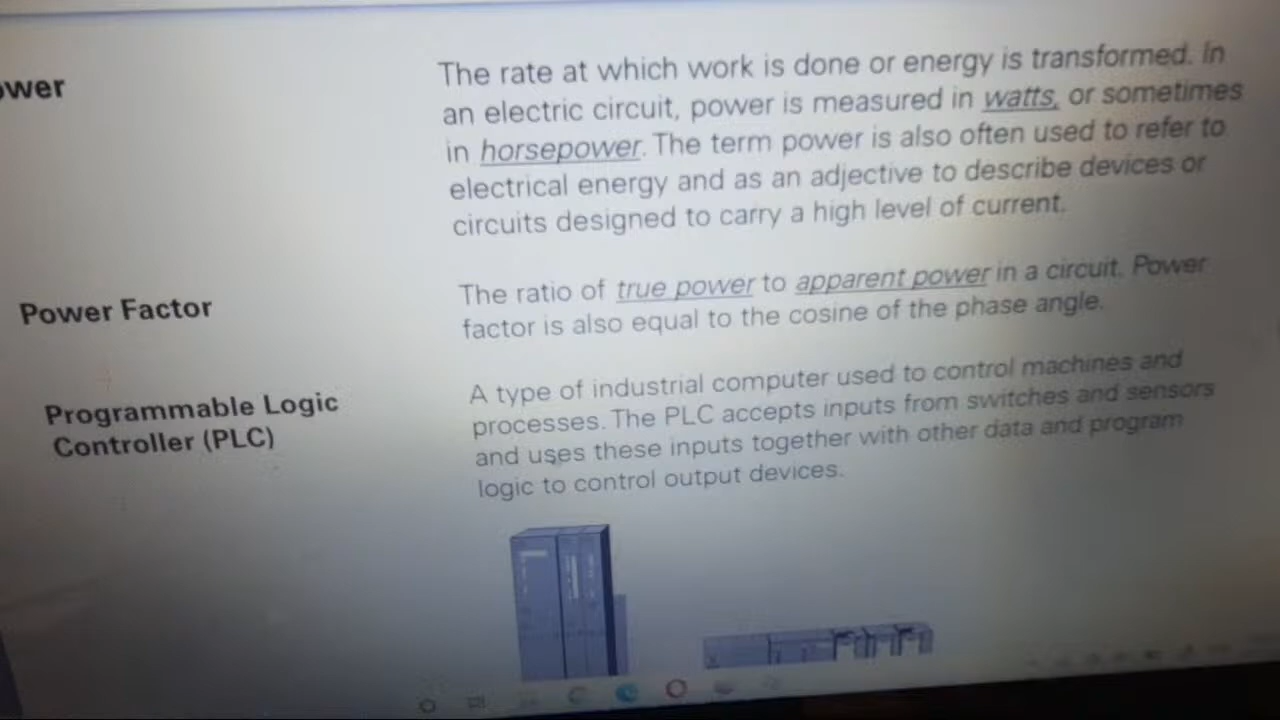 ower
The rate at which work is done or energy is transformed. In
an electric circuit, power is measured in watts, or sometimes
in horsepower. The term power is also often used to refer to
electrical energy and as an adjective to describe devices or
circuits designed to carry a high level of current.
Power Factor
The ratio of true power to apparent power in a circuit. Power
factor is also equal to the cosine of the phase angle.
Programmable Logic
Controller (PLC)
A type of industrial computer used to control machines and
processes. The PLC accepts inputs from switches and sensors
and uses these inputs together with other data and program
logic to control output devices.